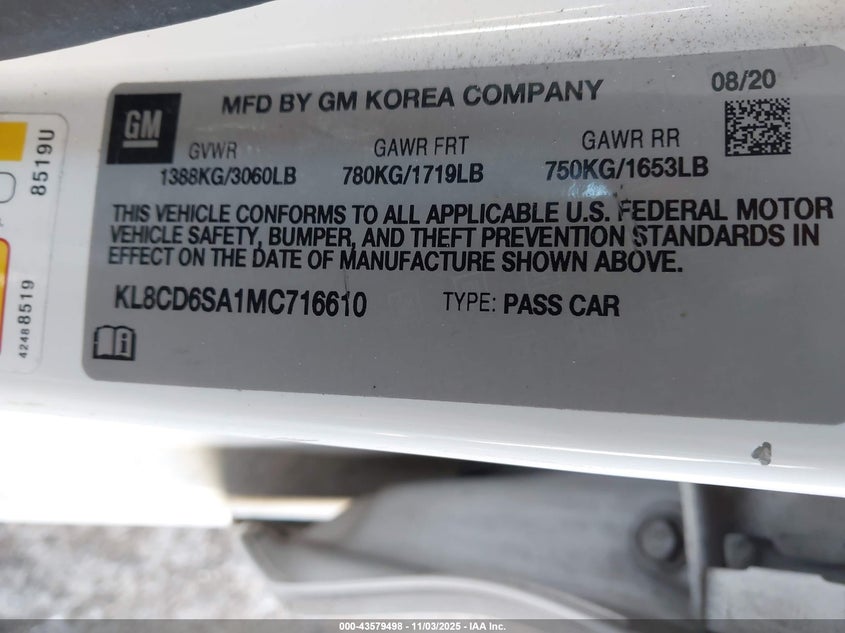 MFD BY GM KOREA COMPANY
08/20
GM
GVWR
GAWR FRT
GAWR RR
1388KG/3060LB
780KG/1719LB
750KG/1653LB
THIS VEHICLE CONFORMS TO ALL APPLICABLE U.S. FEDERAL MOTOR
VEHICLE SAFETY, BUMPER, AND THEFT PREVENTION STANDARDS IN
EFFECT ON THE DATE OF MANUFACTURE SHOWN ABOVE.
KL8CD6SA1MC716610
TYPE: PASS CAR
8519U
4248 8519
000-43579498 - 11/03/2025 - IAA Inc.